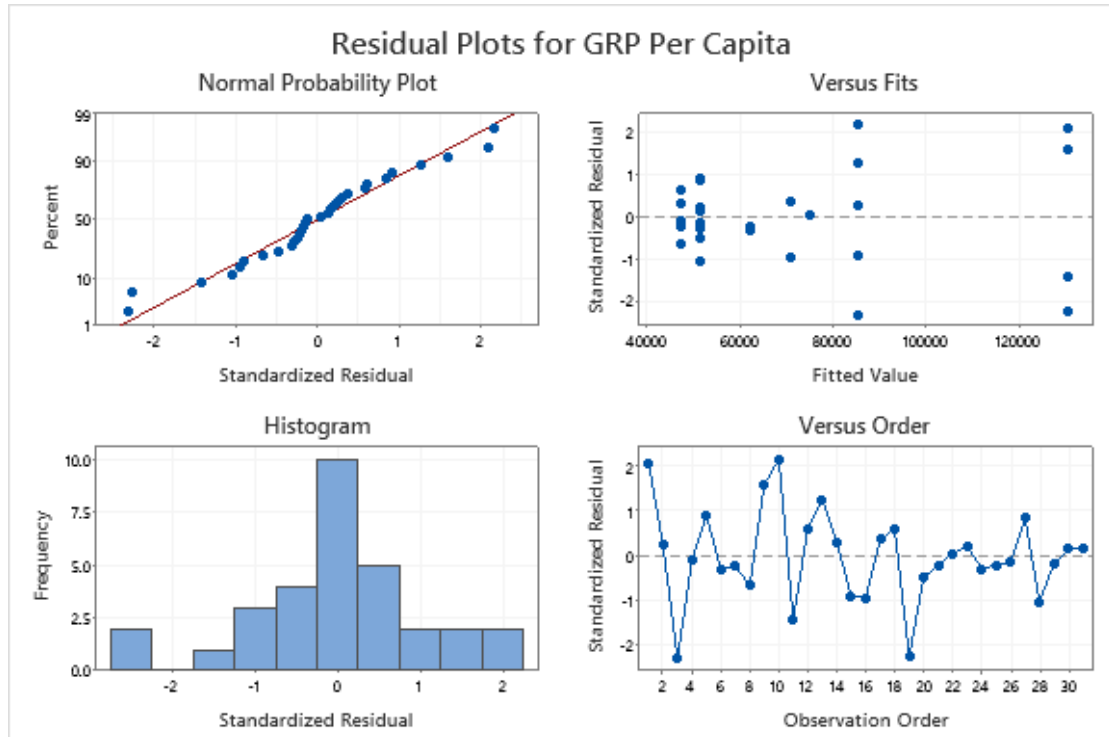 Residual Plots for GRP Per Capita
Normal Probability Plot
99
90
50
10
1
Percent
-2 -1 0 1 2
Standardized Residual
Versus Fits
2
1
0
-1
-2
Standardized Residual
40000 60000 80000 100000 120000
Fitted Value
Histogram
10.0
7.5
5.0
2.5
0.0
Frequency
-2 -1 0 1 2
Standardized Residual
Versus Order
2
1
0
-1
-2
Standardized Residual
2 4 6 8 10 12 14 16 18 20 22 24 26 28 30
Observation Order